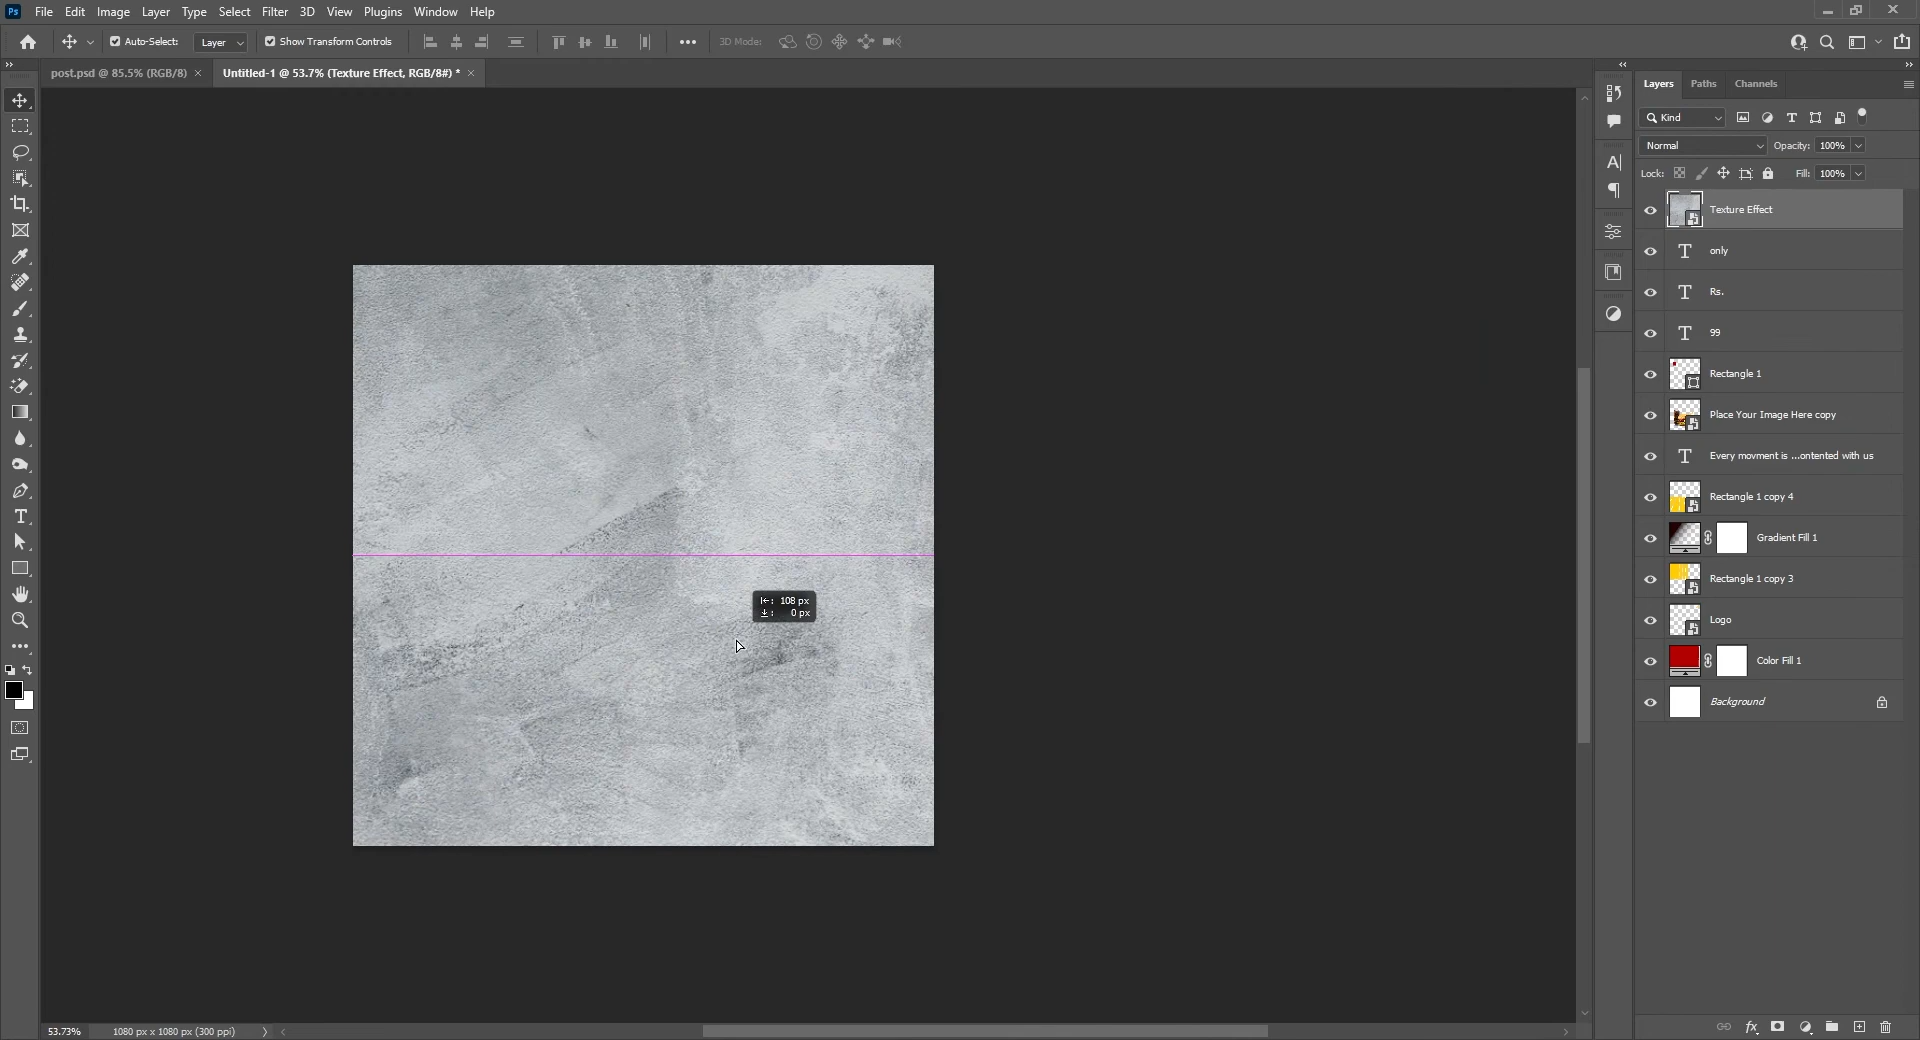 Ps File Edit Image Layer Type Select Filter 3D View Plugins Window Help
Auto-Select: Layer Show Transform Controls 3D Mode:
post.psd @ 85.5% (RGB/8) × Untitled-1 @ 53.7% (Texture Effect, RGB/8#) * ×
Layers Paths Channels
Kind
Normal Opacity: 100%
Lock: Fill: 100%
Texture Effect
only
Rs.
99
Rectangle 1
Place Your Image Here copy
Every movment is ...ontented with us
Rectangle 1 copy 4
Gradient Fill 1
Rectangle 1 copy 3
Logo
Color Fill 1
Background
108 px
0 px
53.73% 1080 px x 1080 px (300 ppi)